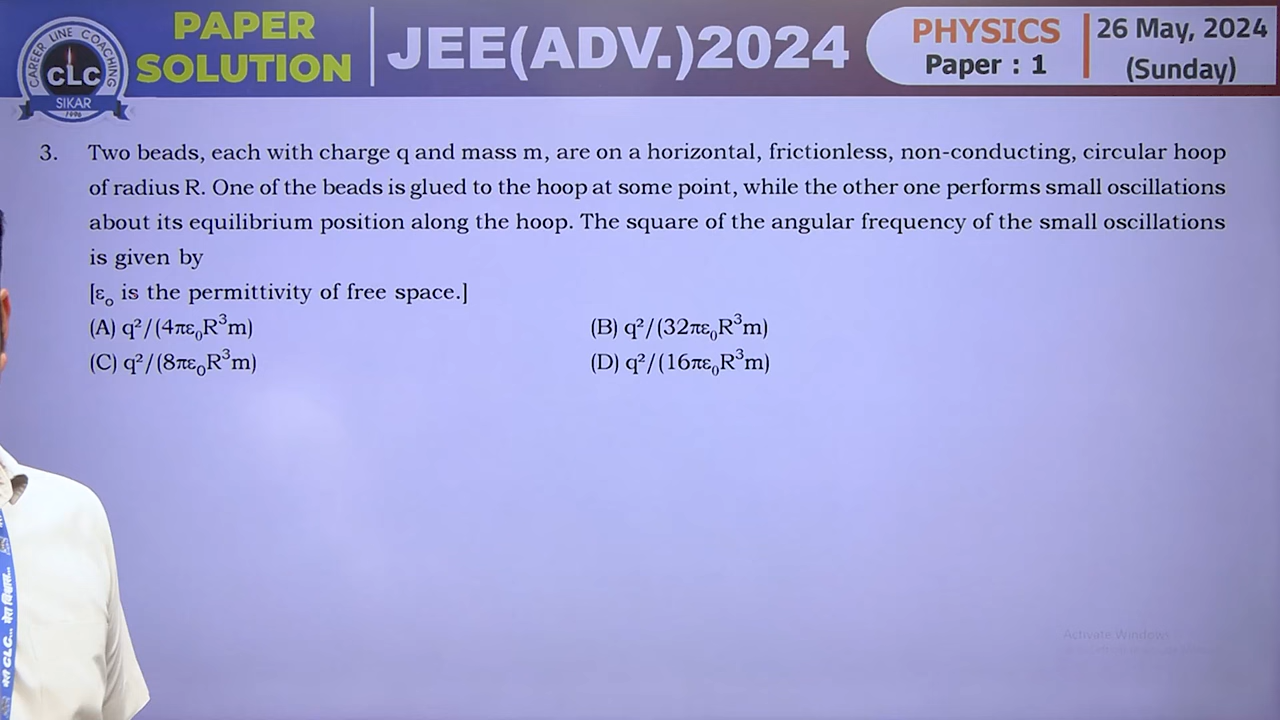 CAREER LINE COACHING
CLC
SIKAR
1996
PAPER SOLUTION
JEE(ADV.)2024
PHYSICS
Paper : 1
26 May, 2024
(Sunday)
3. Two beads, each with charge q and mass m, are on a horizontal, frictionless, non-conducting, circular hoop
of radius R. One of the beads is glued to the hoop at some point, while the other one performs small oscillations
about its equilibrium position along the hoop. The square of the angular frequency of the small oscillations
is given by
[ε₀ is the permittivity of free space.]
(A) q²/(4πε₀R³m) (B) q²/(32πε₀R³m)
(C) q²/(8πε₀R³m) (D) q²/(16πε₀R³m)
Activate Windows
CLC...